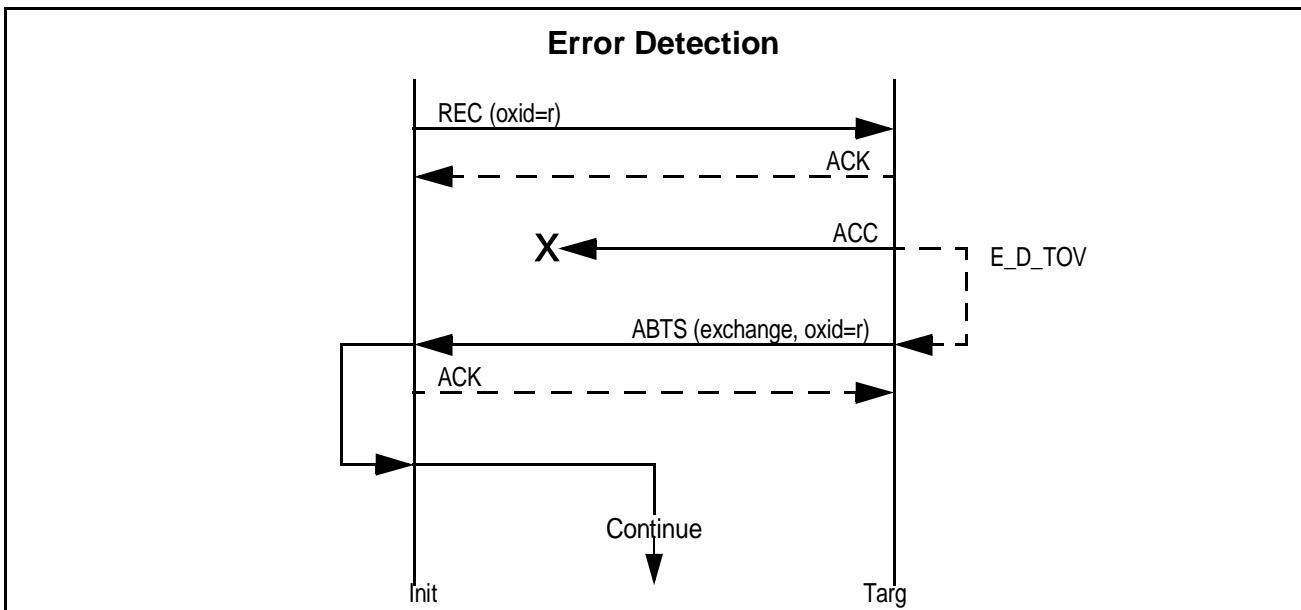 Error Detection
REC (oxid=r)
ACK
X
ACC
E_D_TOV
ABTS (exchange, oxid=r)
ACK
Continue
Init
Targ